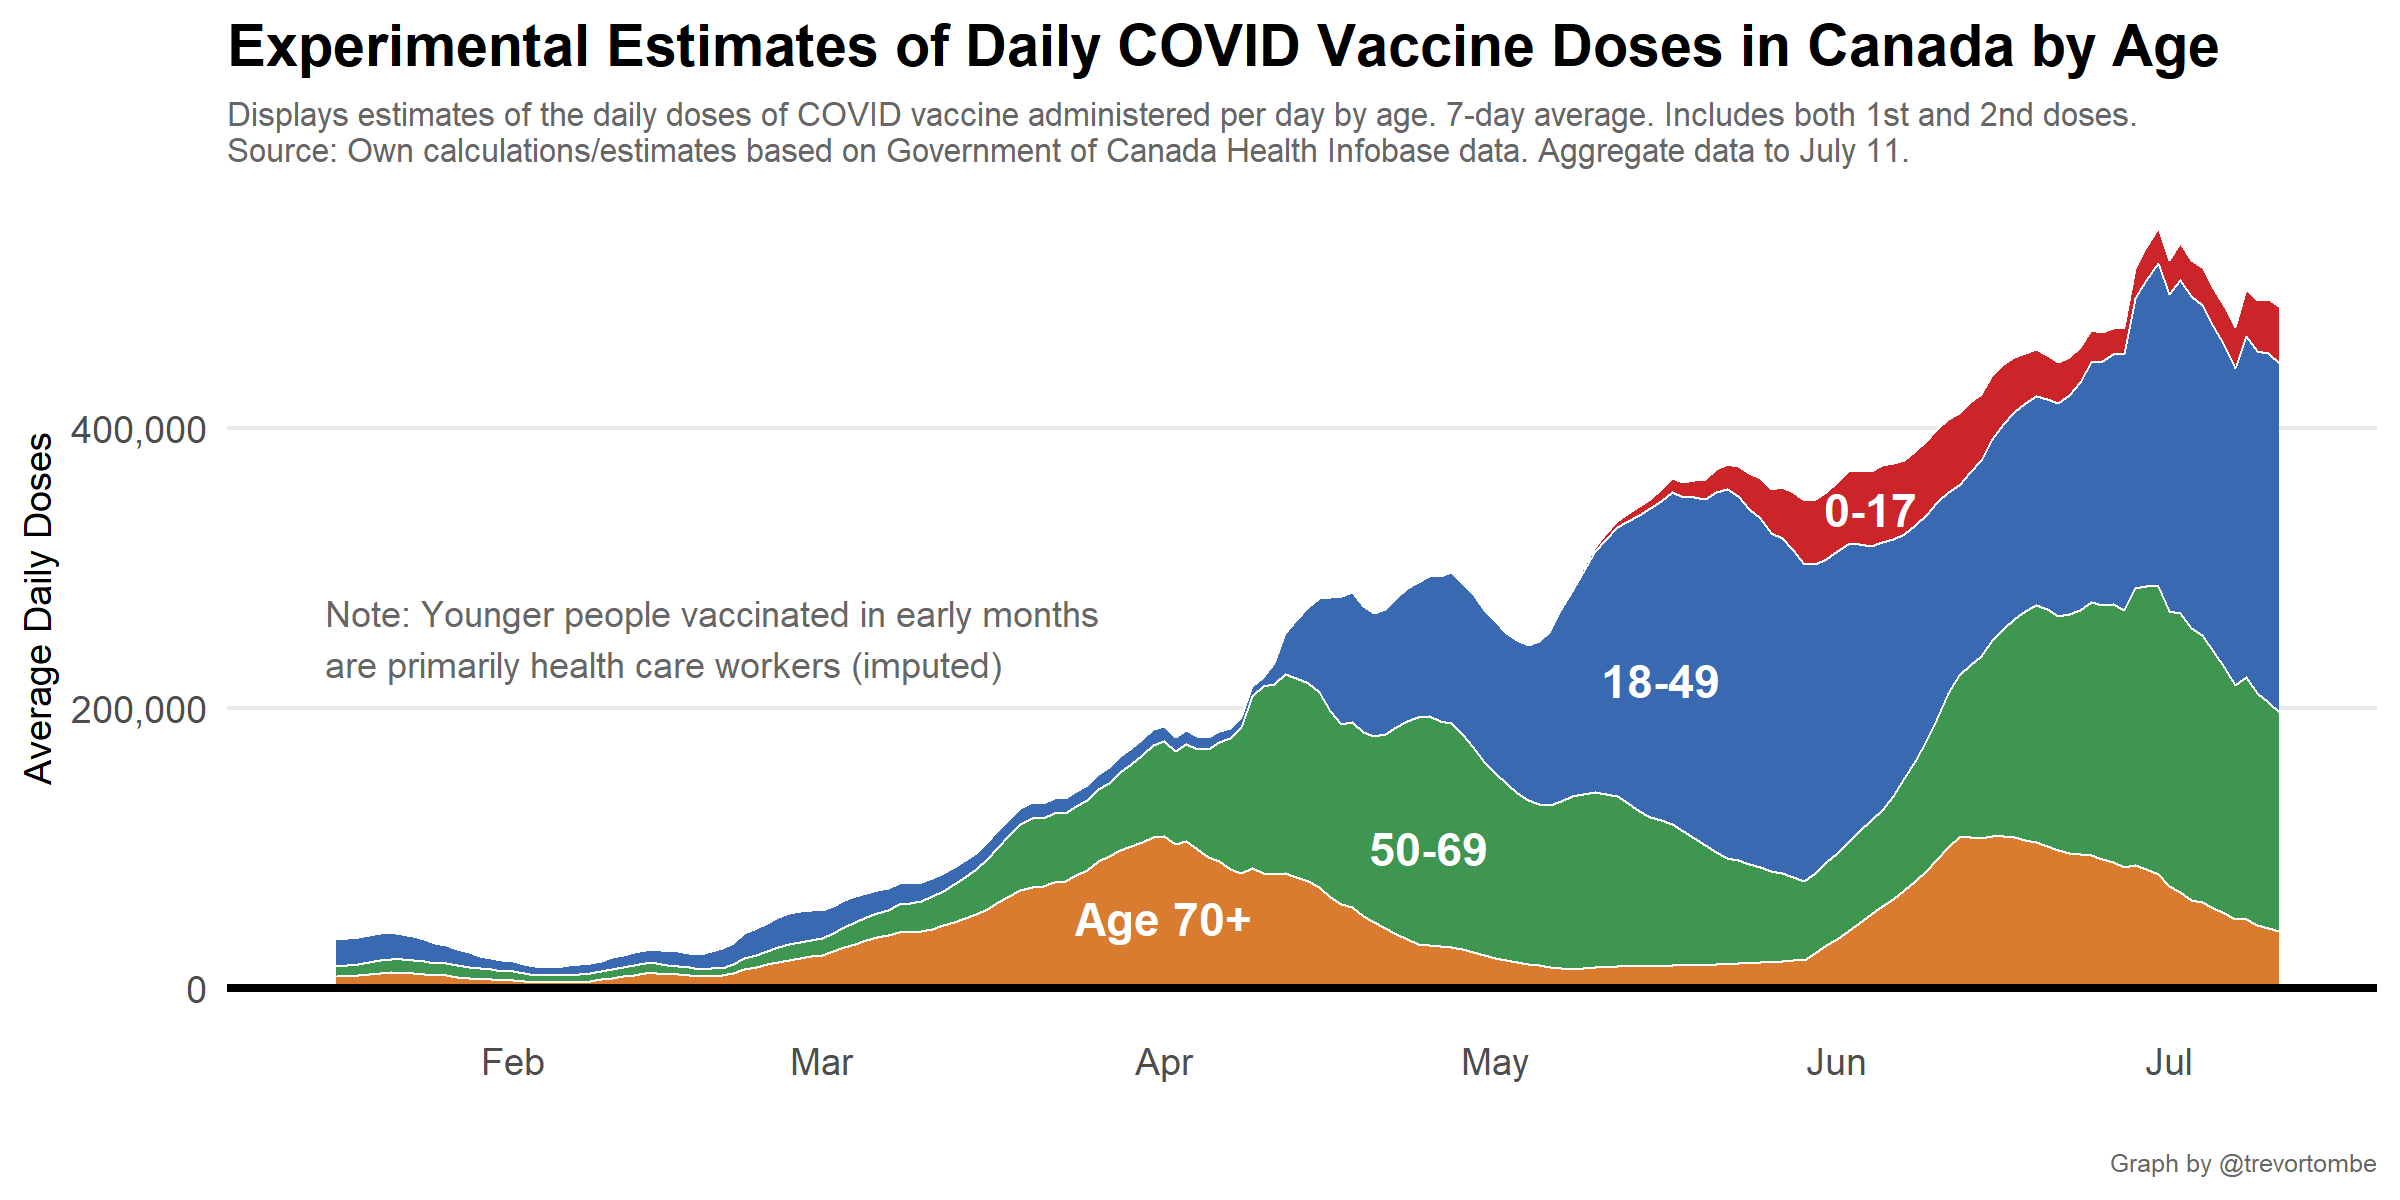 Experimental Estimates of Daily COVID Vaccine Doses in Canada by Age
Displays estimates of the daily doses of COVID vaccine administered per day by age. 7-day average. Includes both 1st and 2nd doses.
Source: Own calculations/estimates based on Government of Canada Health Infobase data. Aggregate data to July 11.
Average Daily Doses
400,000
200,000
0
Note: Younger people vaccinated in early months
are primarily health care workers (imputed)
0-17
18-49
50-69
Age 70+
Feb
Mar
Apr
May
Jun
Jul
Graph by @trevortombe